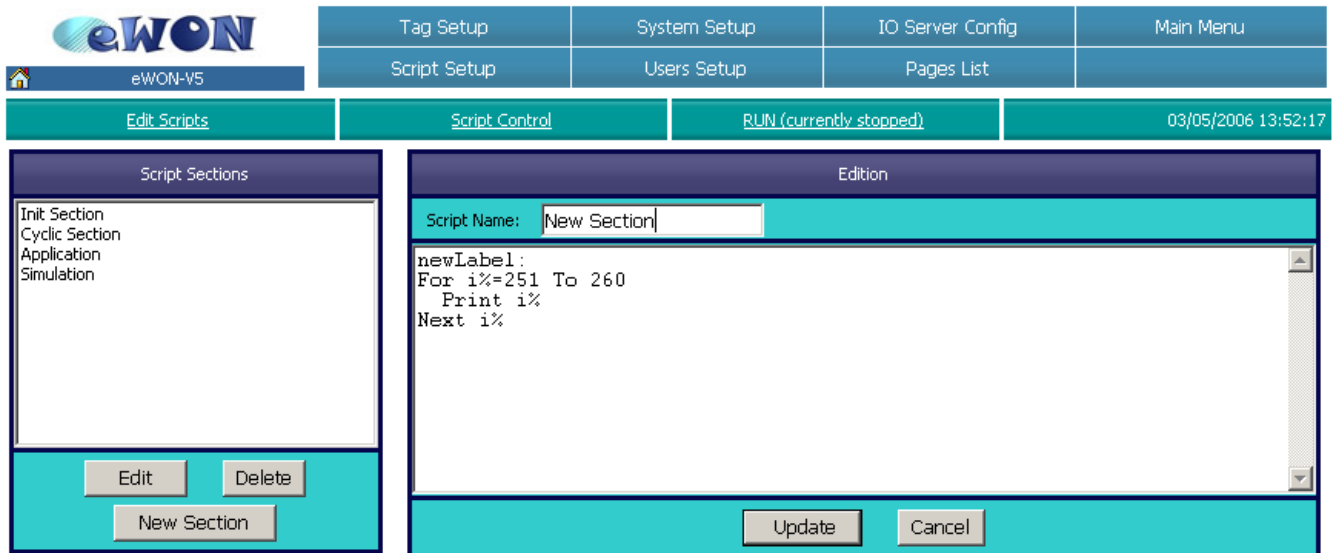 eWON
Tag Setup System Setup IO Server Config Main Menu
eWON-V5
Script Setup Users Setup Pages List
Edit Scripts Script Control RUN (currently stopped) 03/05/2006 13:52:17
Script Sections
Init Section
Cyclic Section
Application
Simulation
Edit Delete
New Section
Edition
Script Name: New Section
newLabel:
For i%=251 To 260
  Print i%
Next i%
Update Cancel